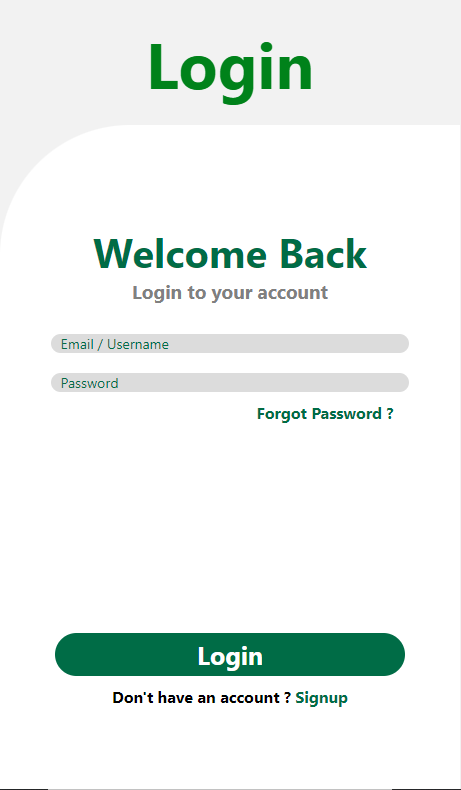 Login
Welcome Back
Login to your account
Email / Username
Password
Forgot Password ?
Login
Don't have an account ? Signup